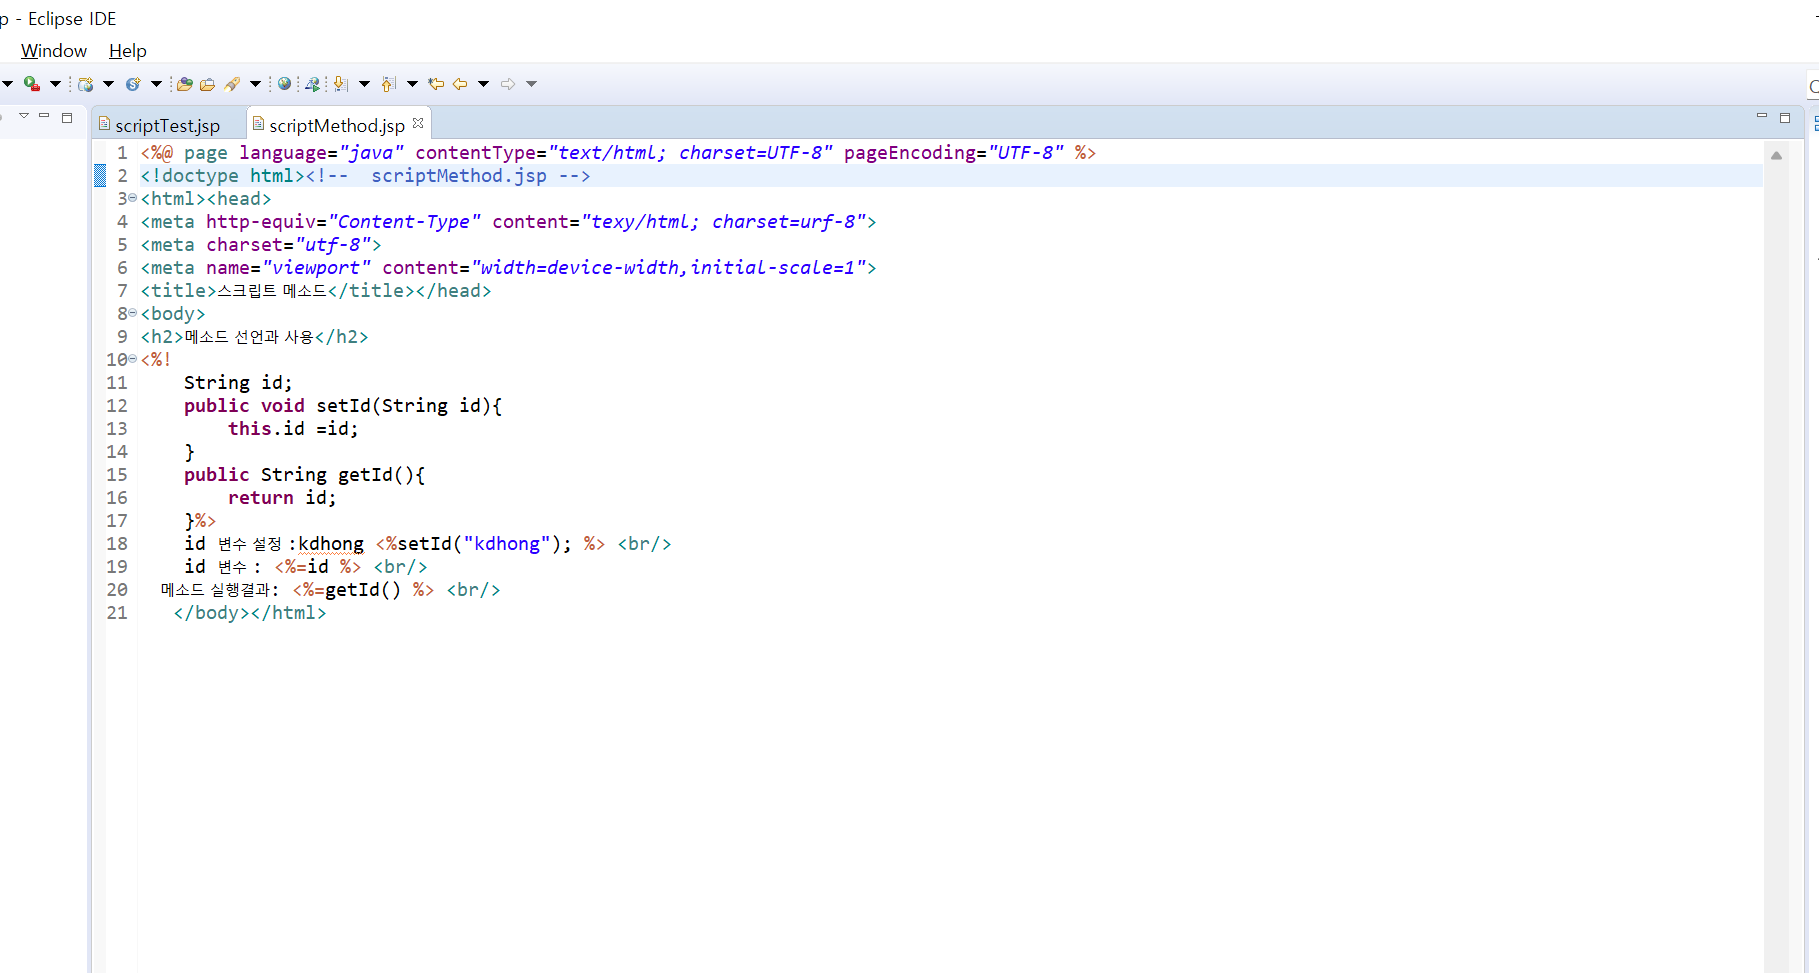 p - Eclipse IDE
Window Help
scriptTest.jsp scriptMethod.jsp
1 <%@ page language="java" contentType="text/html; charset=UTF-8" pageEncoding="UTF-8" %>
2 <!doctype html><!--  scriptMethod.jsp -->
3 <html><head>
4 <meta http-equiv="Content-Type" content="texy/html; charset=urf-8">
5 <meta charset="utf-8">
6 <meta name="viewport" content="width=device-width,initial-scale=1">
7 <title>스크립트 메소드</title></head>
8 <body>
9 <h2>메소드 선언과 사용</h2>
10 <%!
11     String id;
12     public void setId(String id){
13         this.id =id;
14     }
15     public String getId(){
16         return id;
17     }%>
18     id 변수 설정 :kdhong <%setId("kdhong"); %> <br/>
19     id 변수 : <%=id %> <br/>
20   메소드 실행결과: <%=getId() %> <br/>
21    </body></html>